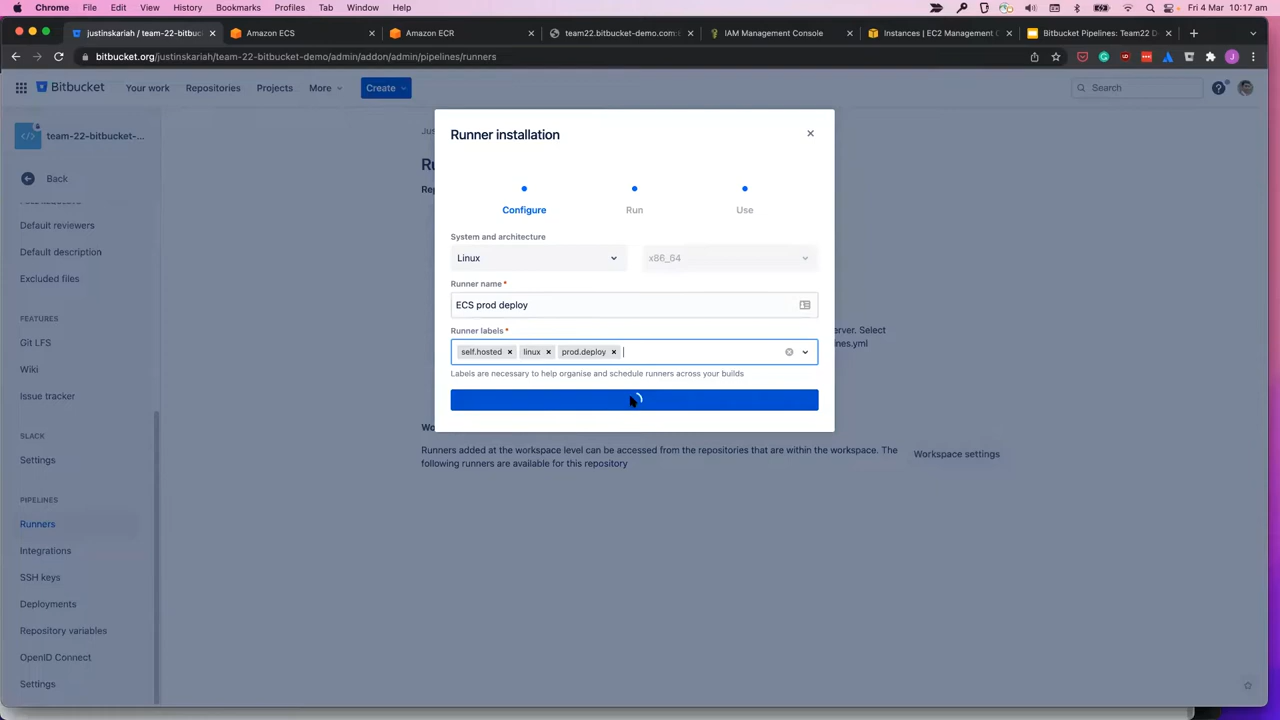 Chrome File Edit View History Bookmarks Profiles Tab Window Help Fri 4 Mar 10:17 am
justinskariah / team-22-bitbuc Amazon ECS Amazon ECR team22.bitbucket-demo.com: IAM Management Console Instances | EC2 Management C Bitbucket Pipelines: Team22 D
bitbucket.org/justinskariah/team-22-bitbucket-demo/admin/addon/admin/pipelines/runners
Bitbucket Your work Repositories Projects More Create Search
team-22-bitbucket-...
Back
Default reviewers
Default description
Excluded files
FEATURES
Git LFS
Wiki
Issue tracker
SLACK
Settings
PIPELINES
Runners
Integrations
SSH keys
Deployments
Repository variables
OpenID Connect
Settings
Runner installation
Configure Run Use
System and architecture
Linux x86_64
Runner name*
ECS prod deploy
Runner labels*
self.hosted linux prod.deploy
Labels are necessary to help organise and schedule runners across your builds
Jus
Ru
Rep
erver. Select
ines.yml
Wo
Runners added at the workspace level can be accessed from the repositories that are within the workspace. The
following runners are available for this repository
Workspace settings